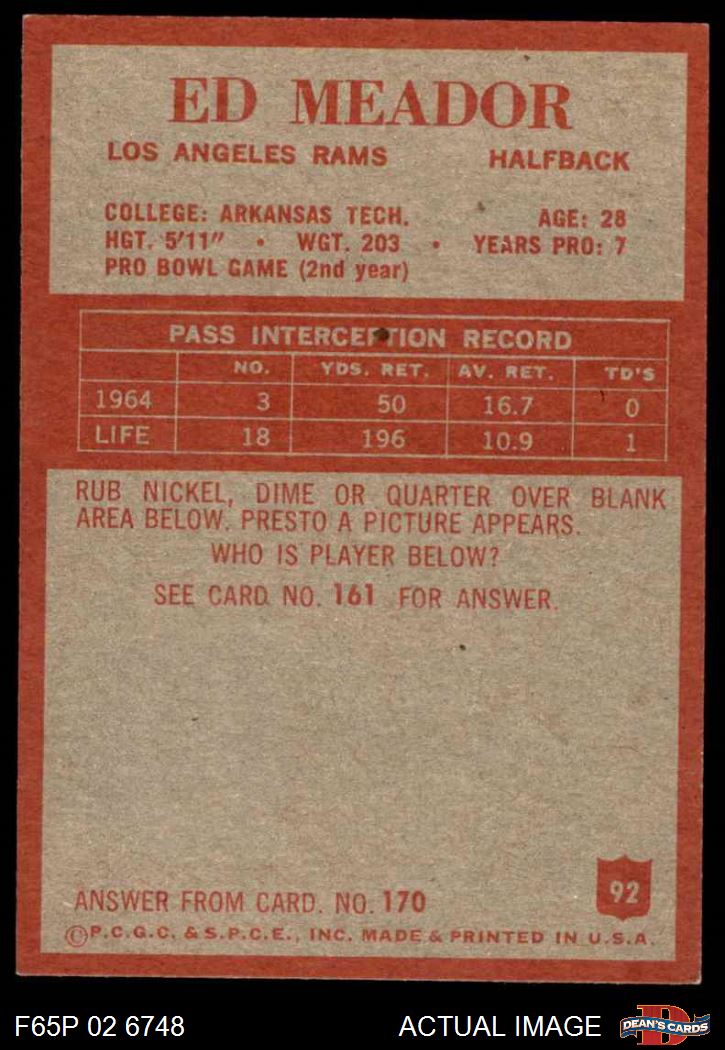 ED MEADOR
LOS ANGELES RAMS HALFBACK
COLLEGE: ARKANSAS TECH. AGE: 28
HGT. 5'11" • WGT. 203 • YEARS PRO: 7
PRO BOWL GAME (2nd year)
PASS INTERCEPTION RECORD
NO. YDS. RET. AV. RET. TD'S
1964 3 50 16.7 0
LIFE 18 196 10.9 1
RUB NICKEL, DIME OR QUARTER OVER BLANK
AREA BELOW. PRESTO A PICTURE APPEARS.
WHO IS PLAYER BELOW?
SEE CARD NO. 161 FOR ANSWER.
92
ANSWER FROM CARD. NO. 170
©P.C.G.C. & S.P.C.E., INC. MADE & PRINTED IN U.S.A.
F65P 02 6748 ACTUAL IMAGE D DEAN'S CARDS